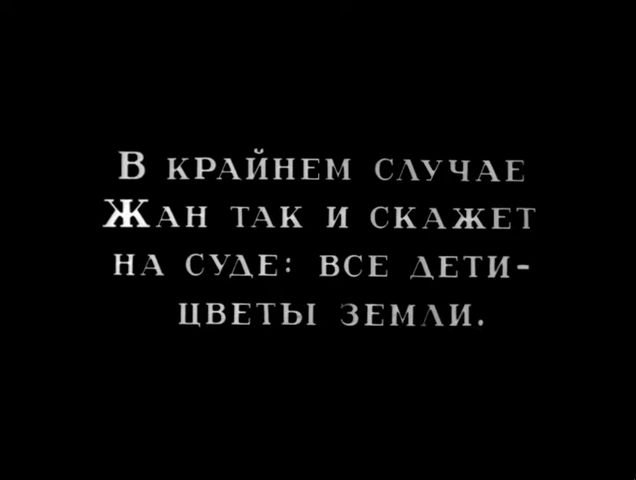 В КРАЙНЕМ СЛУЧАЕ
ЖАН ТАК И СКАЖЕТ
НА СУДЕ: ВСЕ ДЕТИ-
ЦВЕТЫ ЗЕМЛИ.